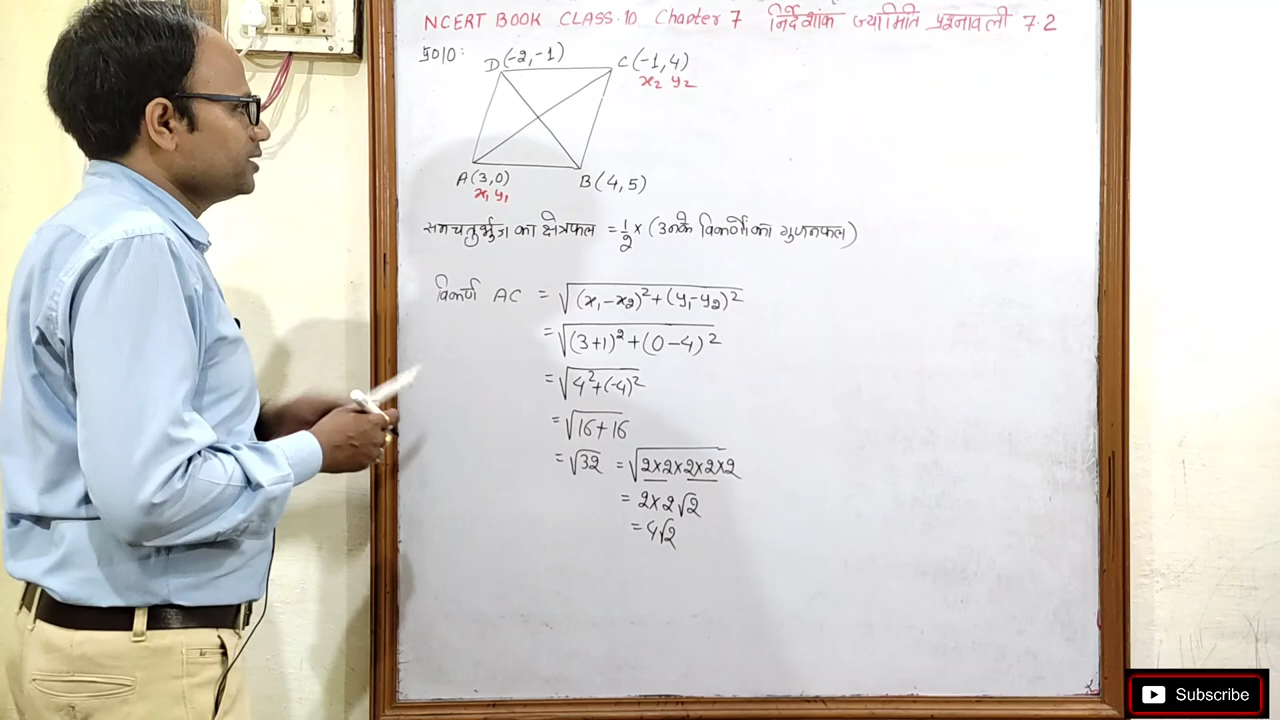 NCERT BOOK CLASS-10 Chapter 7 निर्देशांक ज्यामिति प्रश्नावली 7.2
प्र०10:
D(-2,-1)
C(-1,4)
x₂ y₂
A(3,0)
x₁ y₁
B(4,5)
समचतुर्भुज का क्षेत्रफल = 1/2 × (उनके विकर्णों का गुणनफल)
विकर्ण AC = √(x₁-x₂)²+(y₁-y₂)²
= √(3+1)²+(0-4)²
= √4²+(-4)²
= √16+16
= √32 = √2×2×2×2×2
= 2×2√2
= 4√2
Subscribe